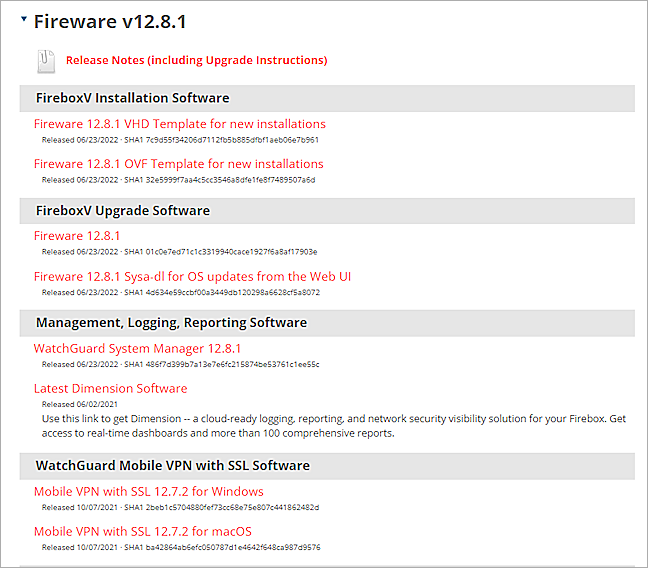 Fireware v12.8.1
Release Notes (including Upgrade Instructions)
FireboxV Installation Software
Fireware 12.8.1 VHD Template for new installations
Released 06/23/2022 · SHA1 7c9d55f34206d7112fb5b885dfbf1aeb06e7b961
Fireware 12.8.1 OVF Template for new installations
Released 06/23/2022 · SHA1 32e5999f7aa4c5cc3546a8dfe1fe8f7489507a6d
FireboxV Upgrade Software
Fireware 12.8.1
Released 06/23/2022 · SHA1 01c0e7ed71c1c3319940cace1927f6a8af17903e
Fireware 12.8.1 Sysa-dl for OS updates from the Web UI
Released 06/23/2022 · SHA1 4d634e59ccbf00a3449db120298a6628cf5a8072
Management, Logging, Reporting Software
WatchGuard System Manager 12.8.1
Released 06/23/2022 · SHA1 486f7d399b7a13e7e6fc215874be53761c1ee55c
Latest Dimension Software
Released 06/02/2021
Use this link to get Dimension -- a cloud-ready logging, reporting, and network security visibility solution for your Firebox. Get
access to real-time dashboards and more than 100 comprehensive reports.
WatchGuard Mobile VPN with SSL Software
Mobile VPN with SSL 12.7.2 for Windows
Released 10/07/2021 · SHA1 2beb1c5704880fef73cc68e75e807c441862482d
Mobile VPN with SSL 12.7.2 for macOS
Released 10/07/2021 · SHA1 ba42864ab6efc050787d1e4642f648ca987d9576